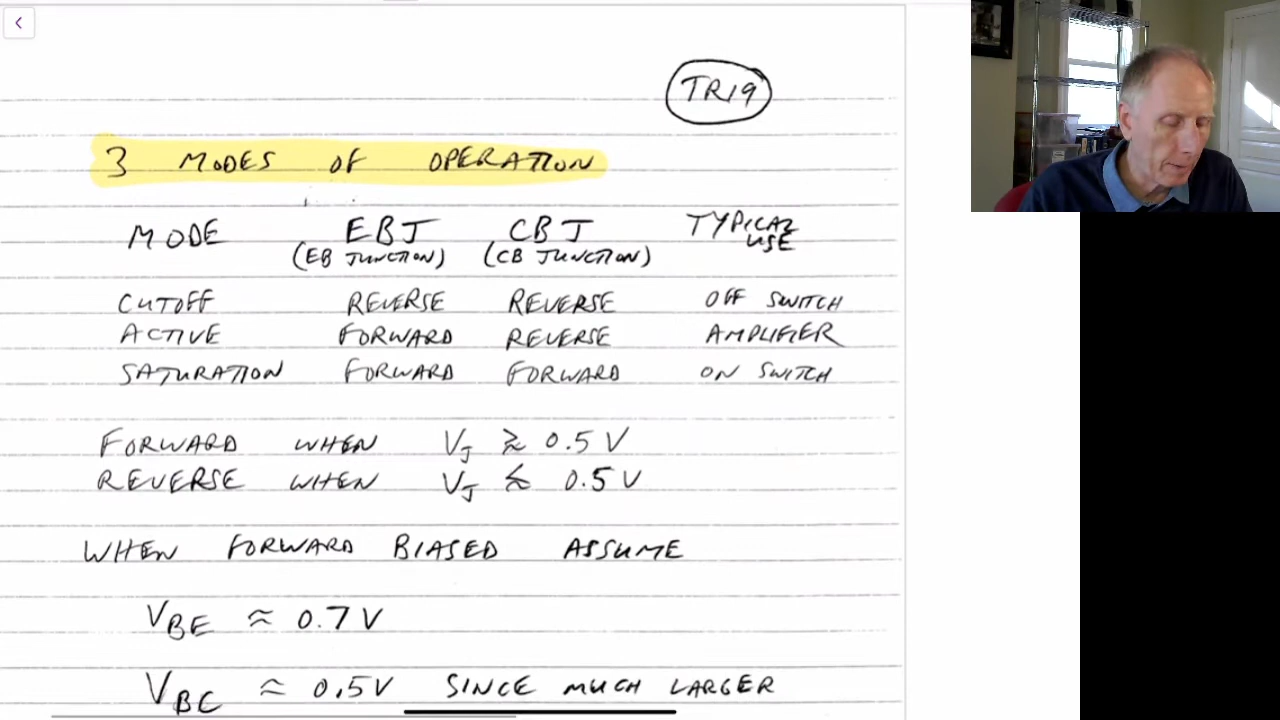 TR19
3 MODES OF OPERATION
MODE EBJ CBJ TYPICAL USE
(EB JUNCTION) (CB JUNCTION)
CUTOFF REVERSE REVERSE OFF SWITCH
ACTIVE FORWARD REVERSE AMPLIFIER
SATURATION FORWARD FORWARD ON SWITCH
FORWARD WHEN VJ ⪆ 0.5 V
REVERSE WHEN VJ ⪅ 0.5 V
WHEN FORWARD BIASED ASSUME
VBE ≈ 0.7 V
VBC ≈ 0.5V SINCE MUCH LARGER